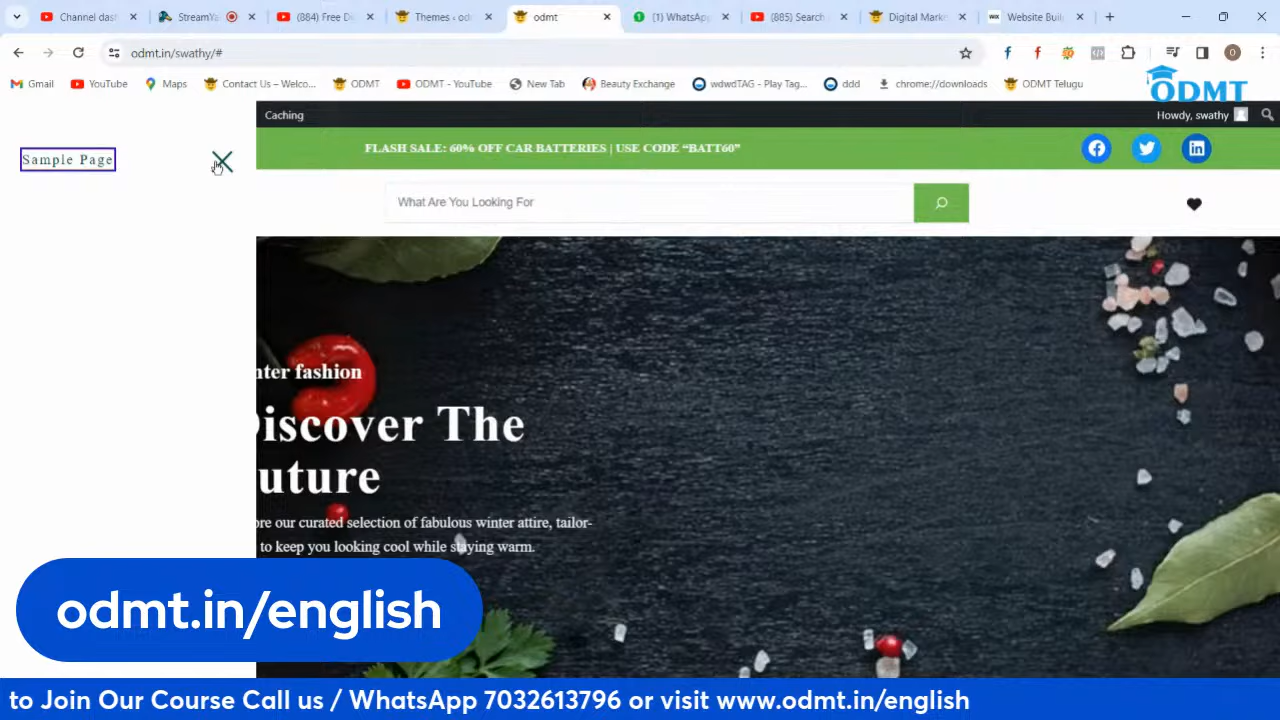 Channel das
StreamYa
(884) Free Di
Themes ‹ od
odmt
(1) WhatsAp
(885) Search
Digital Marke
Website Buil
odmt.in/swathy/#
Gmail
YouTube
Maps
Contact Us – Welco...
ODMT
ODMT - YouTube
New Tab
Beauty Exchange
wdwdTAG - Play Tag...
ddd
chrome://downloads
ODMT Telugu
ODMT
Caching
Howdy, swathy
FLASH SALE: 60% OFF CAR BATTERIES | USE CODE “BATT60”
Sample Page
What Are You Looking For
nter fashion
Discover The
uture
ore our curated selection of fabulous winter attire, tailor-
to keep you looking cool while staying warm.
odmt.in/english
to Join Our Course Call us / WhatsApp 7032613796 or visit www.odmt.in/english